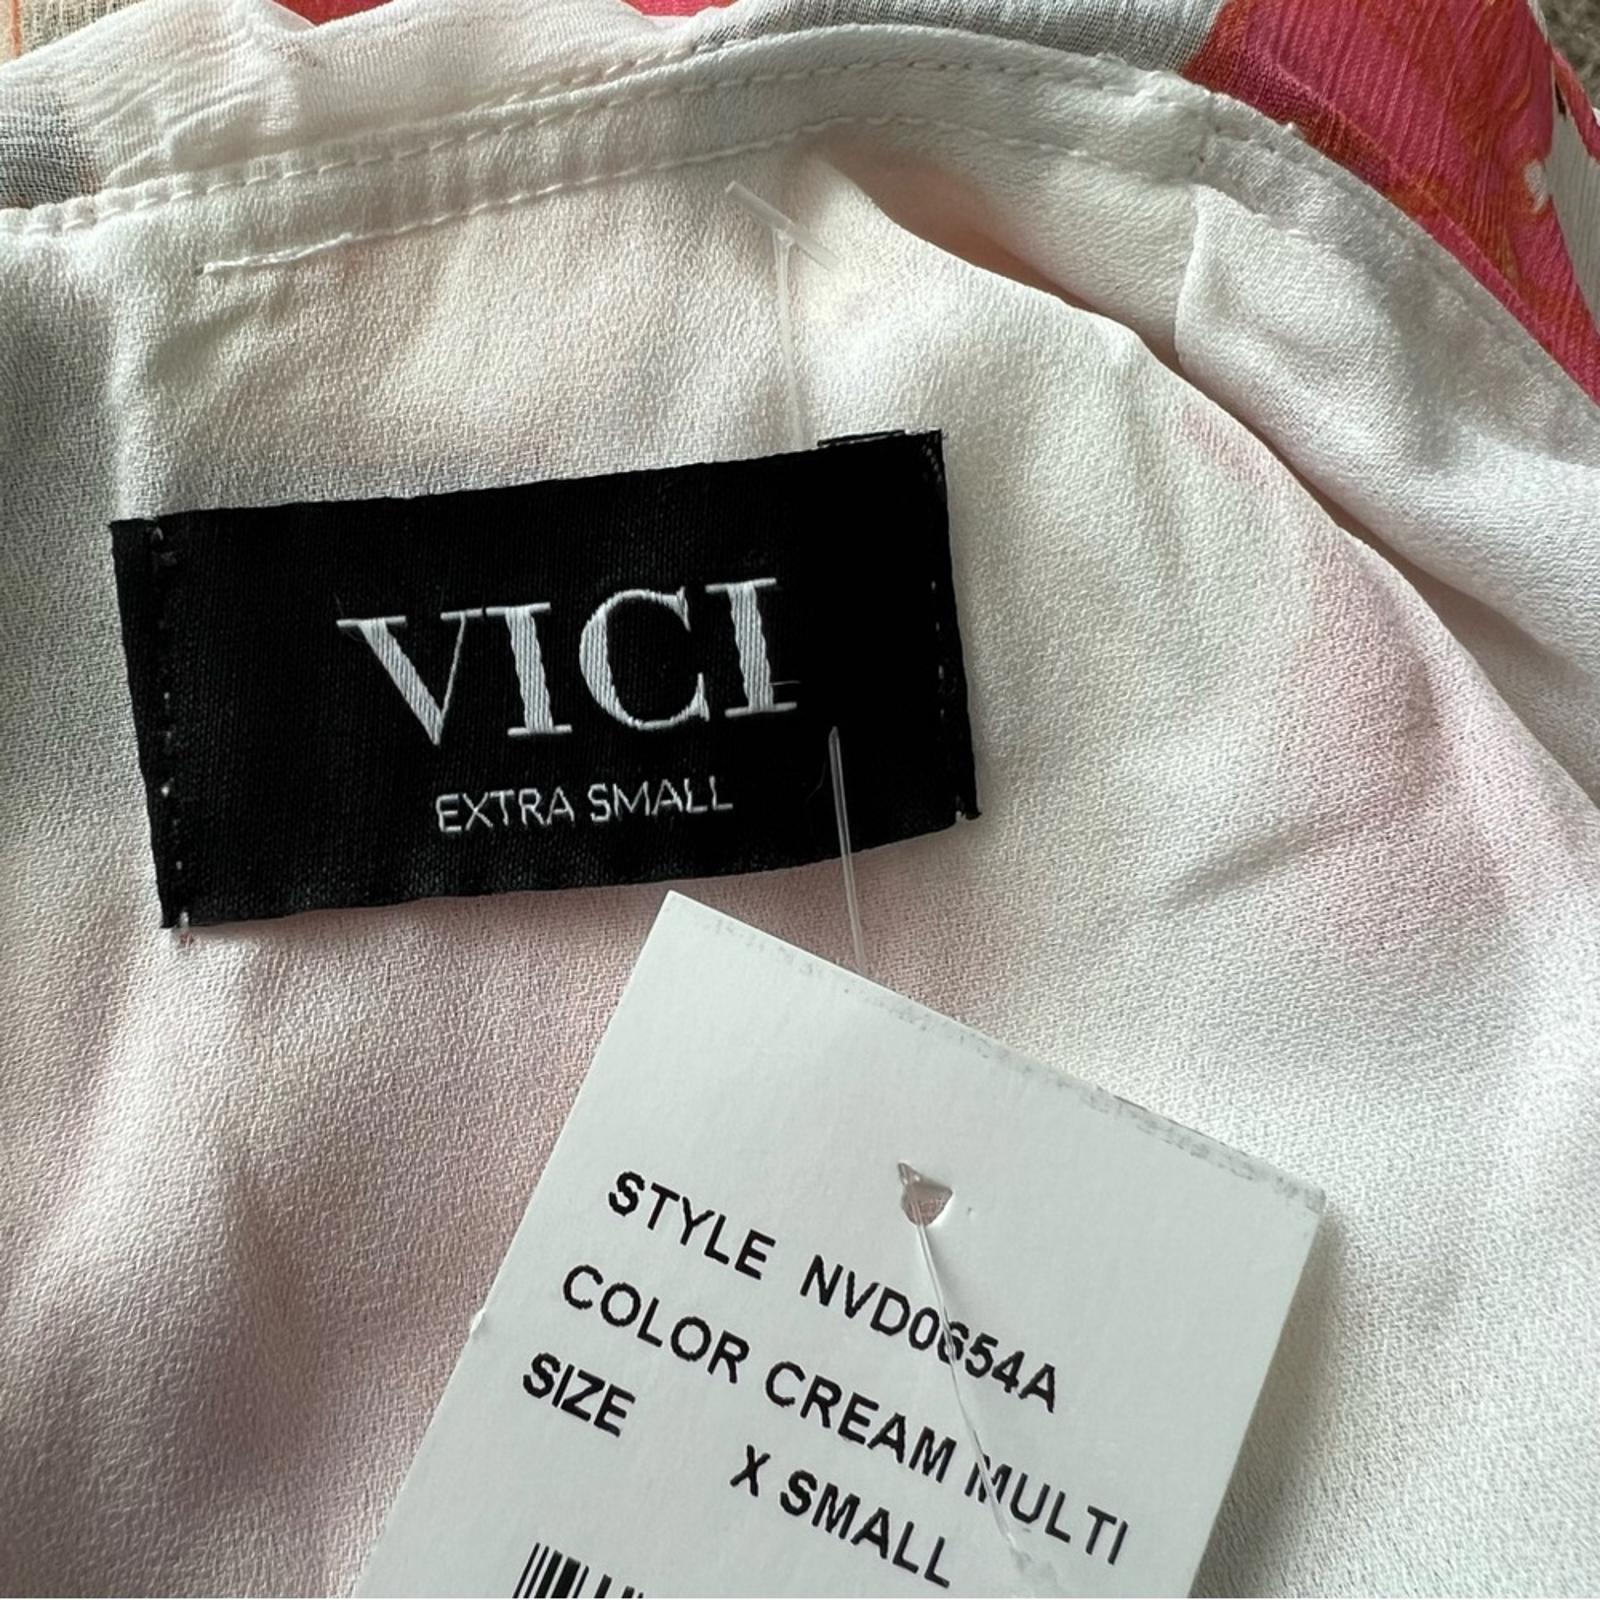 VICI
EXTRA SMALL
STYLE NVD0654A
COLOR CREAM MULTI
SIZE X SMALL